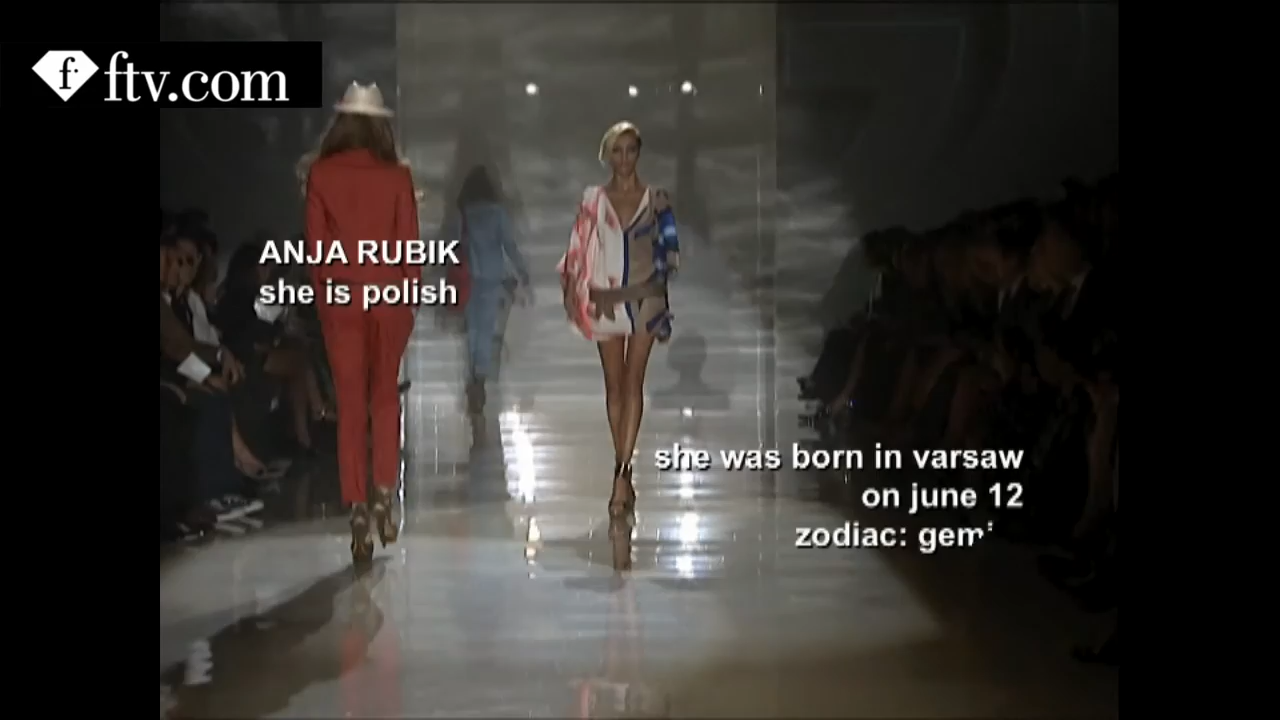 f.
ftv.com
ANJA RUBIK
she is polish
she was born in varsaw
on june 12
zodiac: